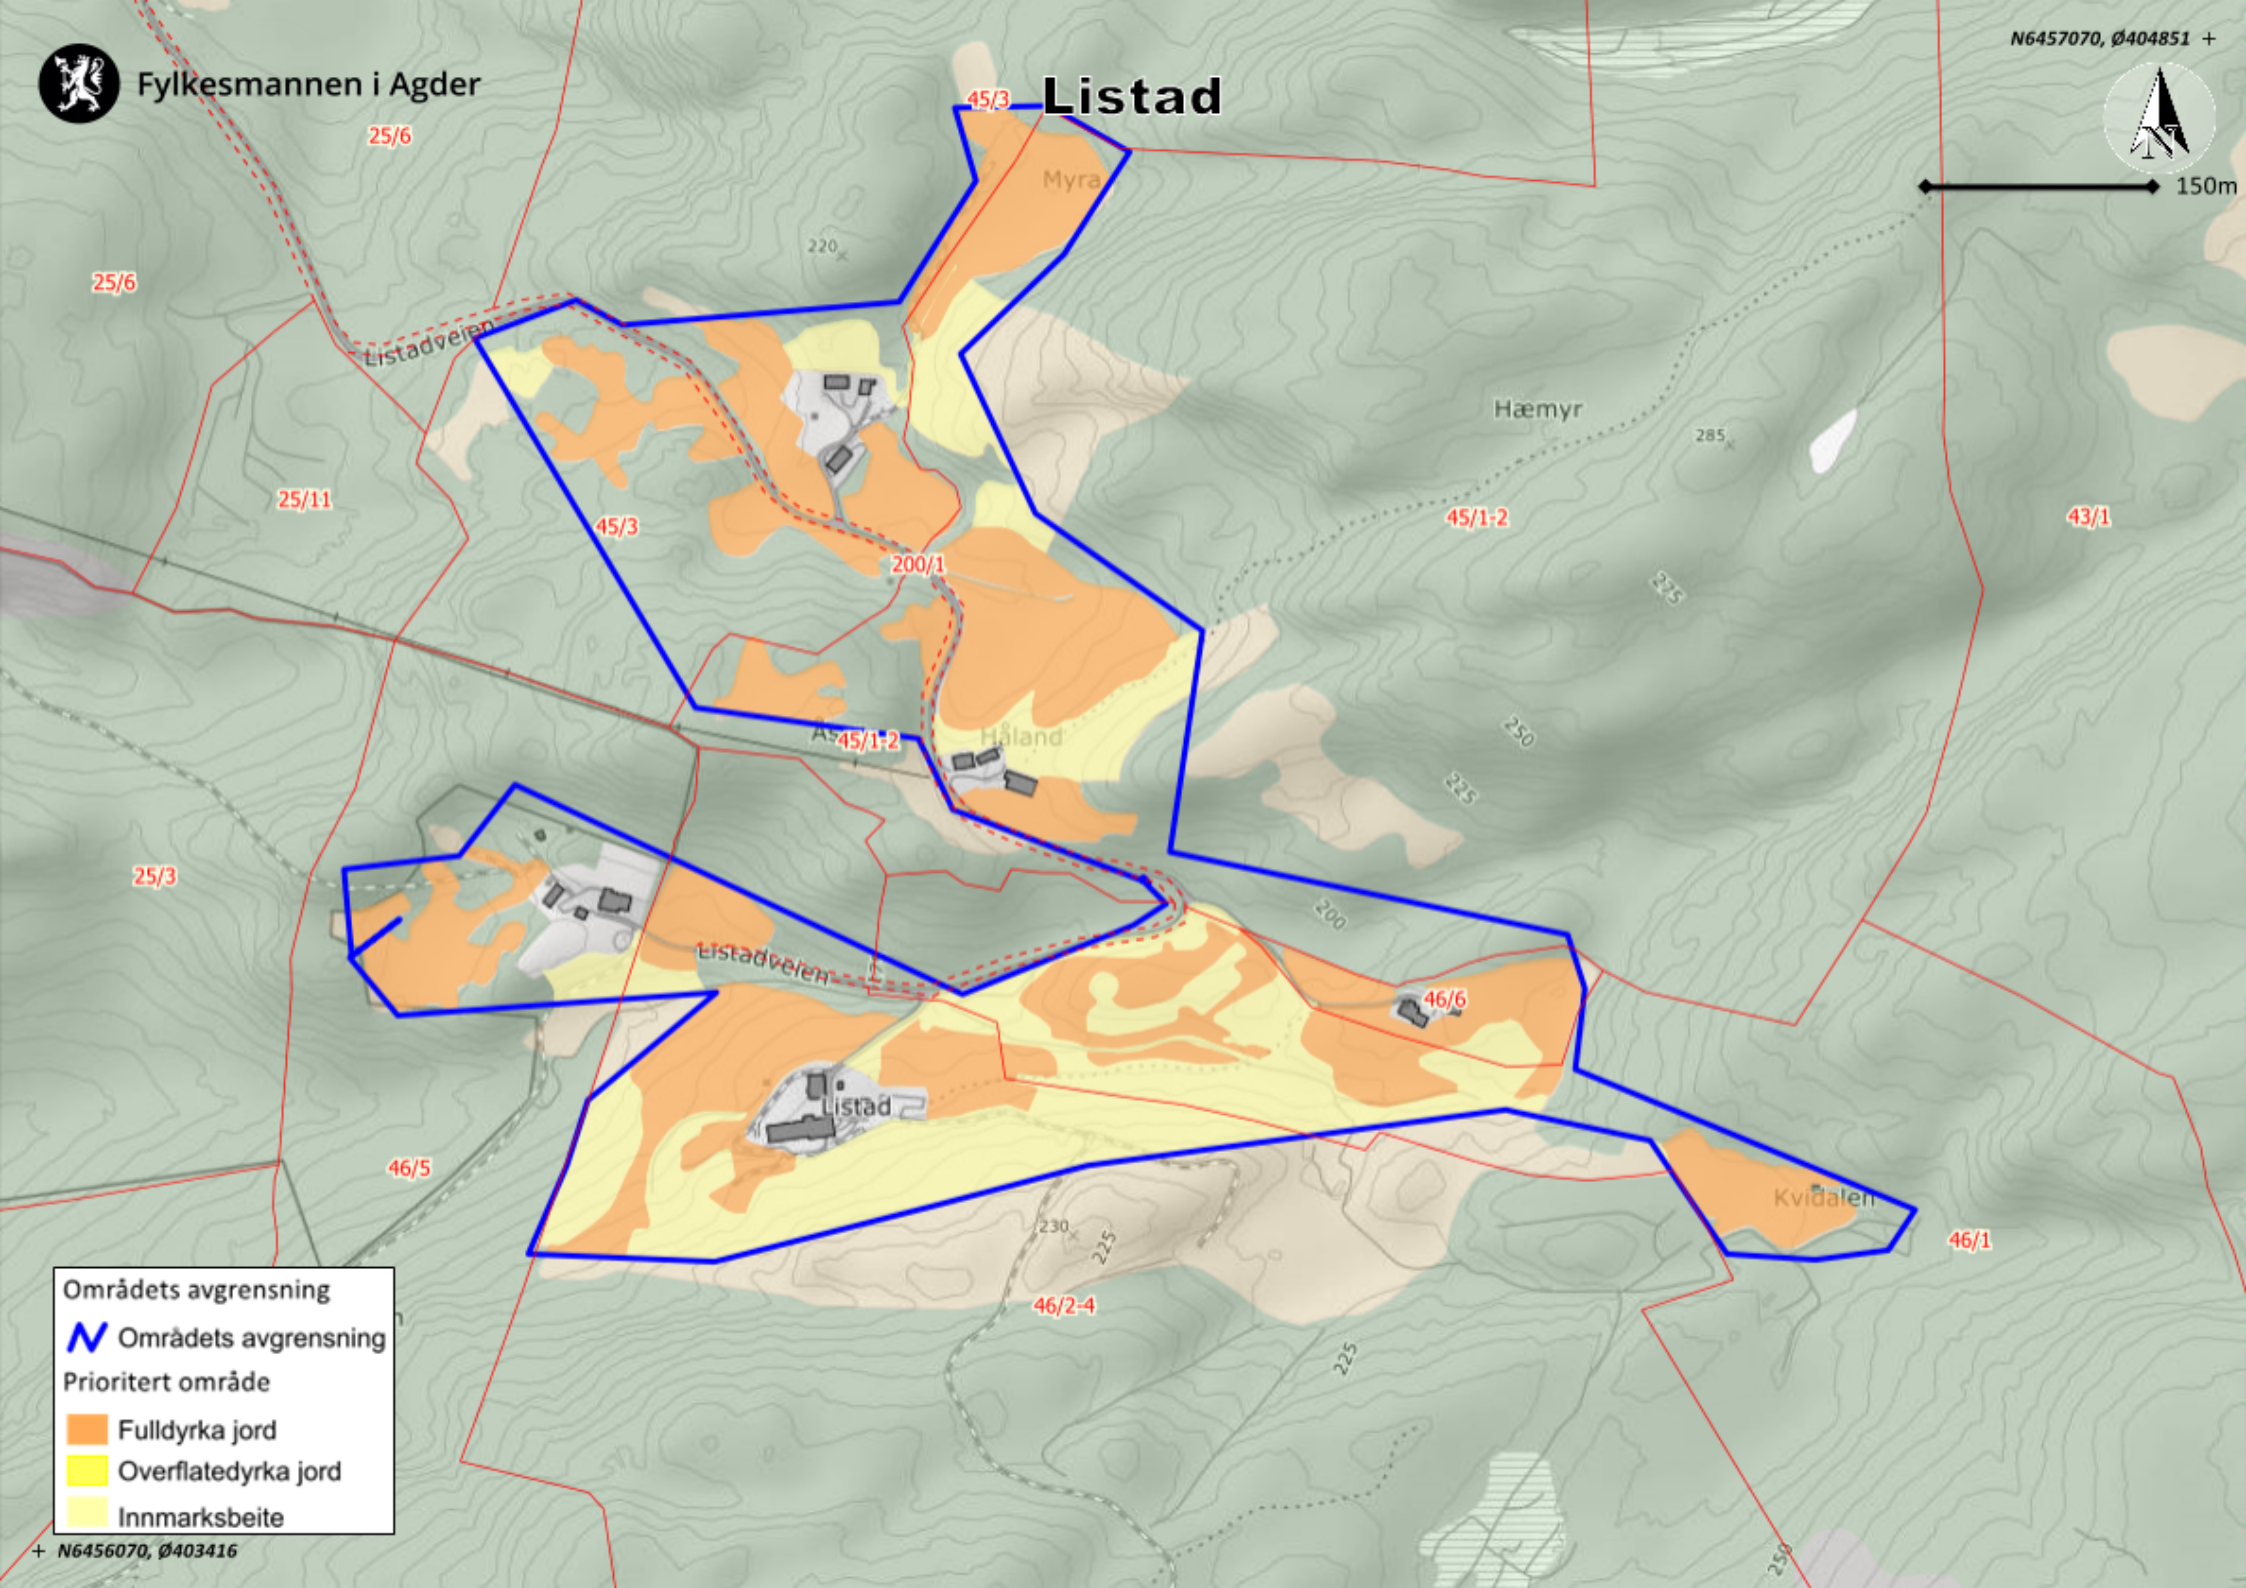 N6457070, Ø404851
Fylkesmannen i Agder
Listad
45/3
25/6
Myra
150m
220
25/6
Listadveien
Hæmyr
285
25/11
45/3
45/1-2
43/1
200/1
225
Håland
45/1-2
250
225
25/3
200
Listadveien
46/6
Listad
46/5
Kvidalen
230
225
46/1
46/2-4
225
Områdets avgrensning
Områdets avgrensning
Prioritert område
Fulldyrka jord
Overflatedyrka jord
Innmarksbeite
N6456070, Ø403416
250